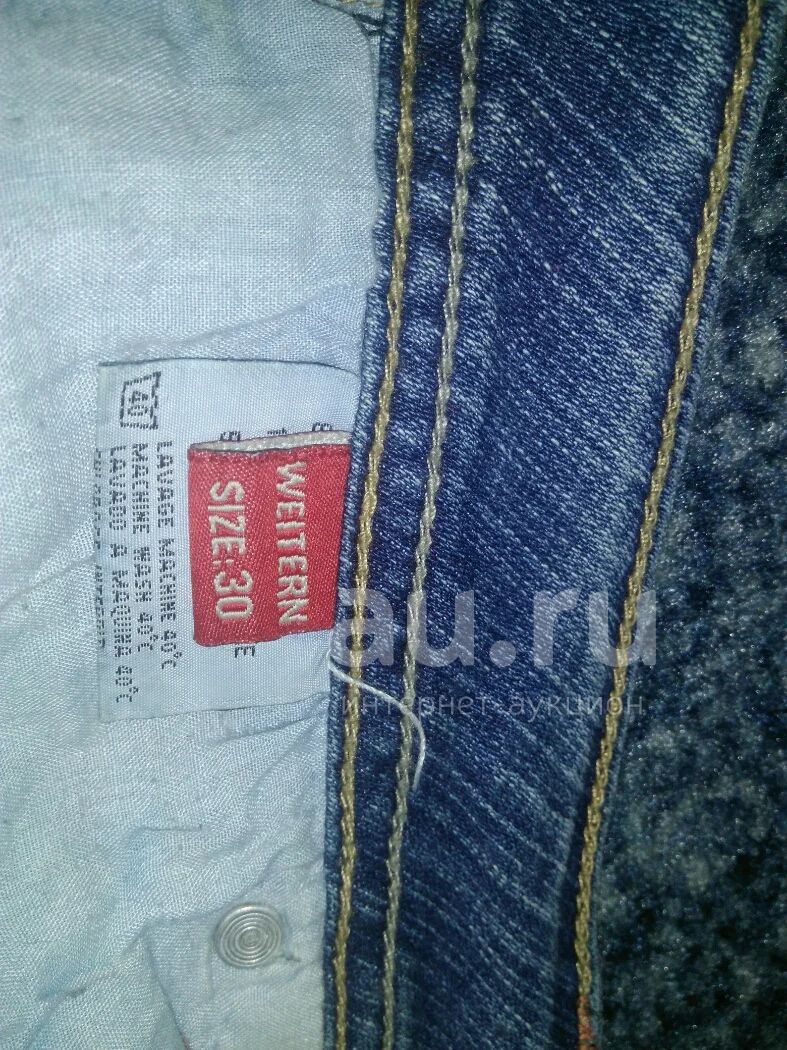 WEITERN
SIZE:30
40
LAVAGE MACHINE 40°C
MACHINE WASH 40°C
LAVADO A MAQUINA 40°C
E
au.ru
интернет-аукцион